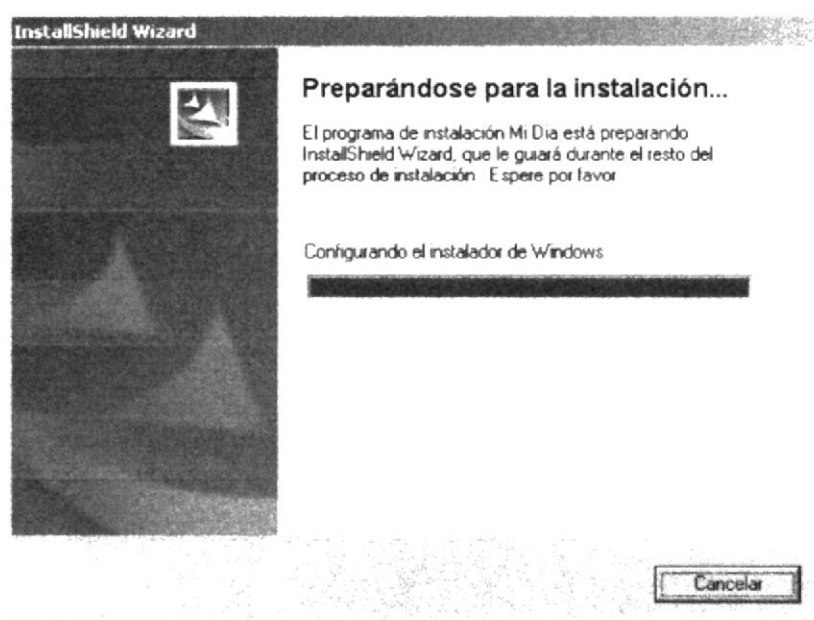 InstallShield Wizard
Preparándose para la instalación...
El programa de instalación Mi Dia está preparando
InstallShield Wizard, que le guiará durante el resto del
proceso de instalación Espere por favor
Configurando el instalador de Windows
Cancelar